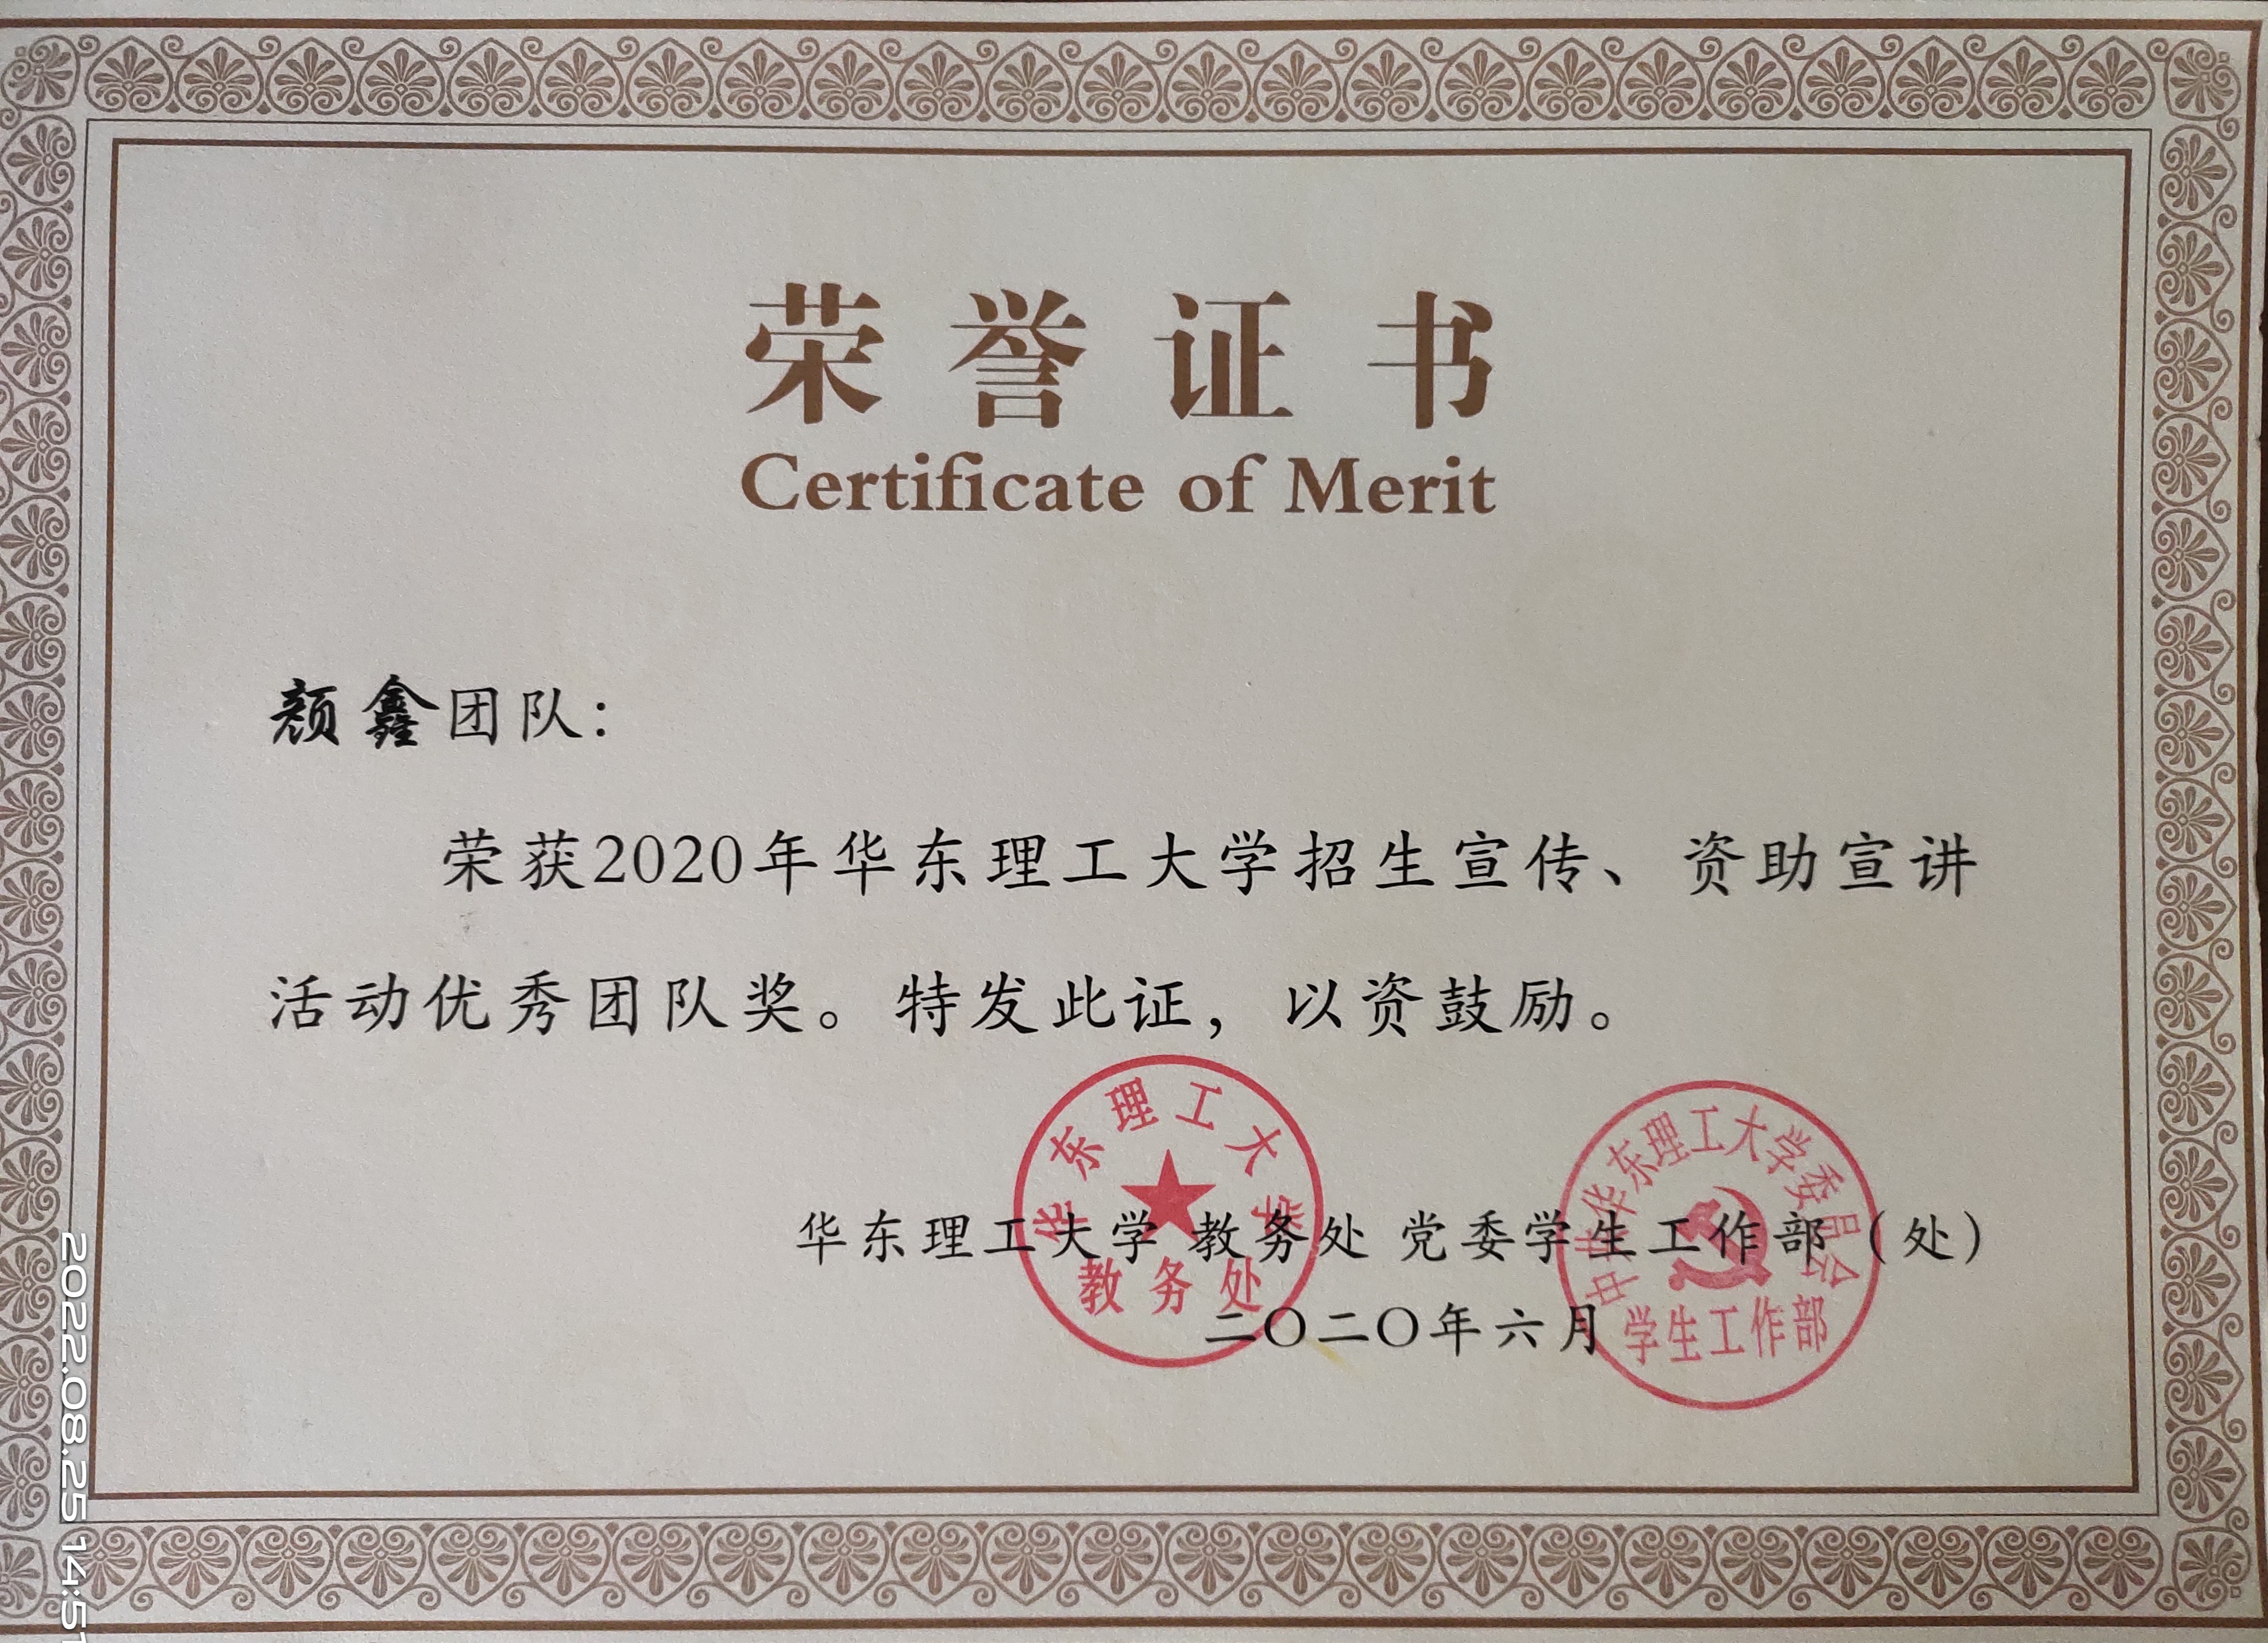 荣誉证书
Certificate of Merit
颜鑫团队：
荣获2020年华东理工大学招生宣传、资助宣讲
活动优秀团队奖。特发此证，以资鼓励。
华东理工大学
教务处
中共华东理工大学委员会
学生工作部
华东理工大学 教务处 党委学生工作部（处）
二〇二〇年六月
2022.08.25 14:51